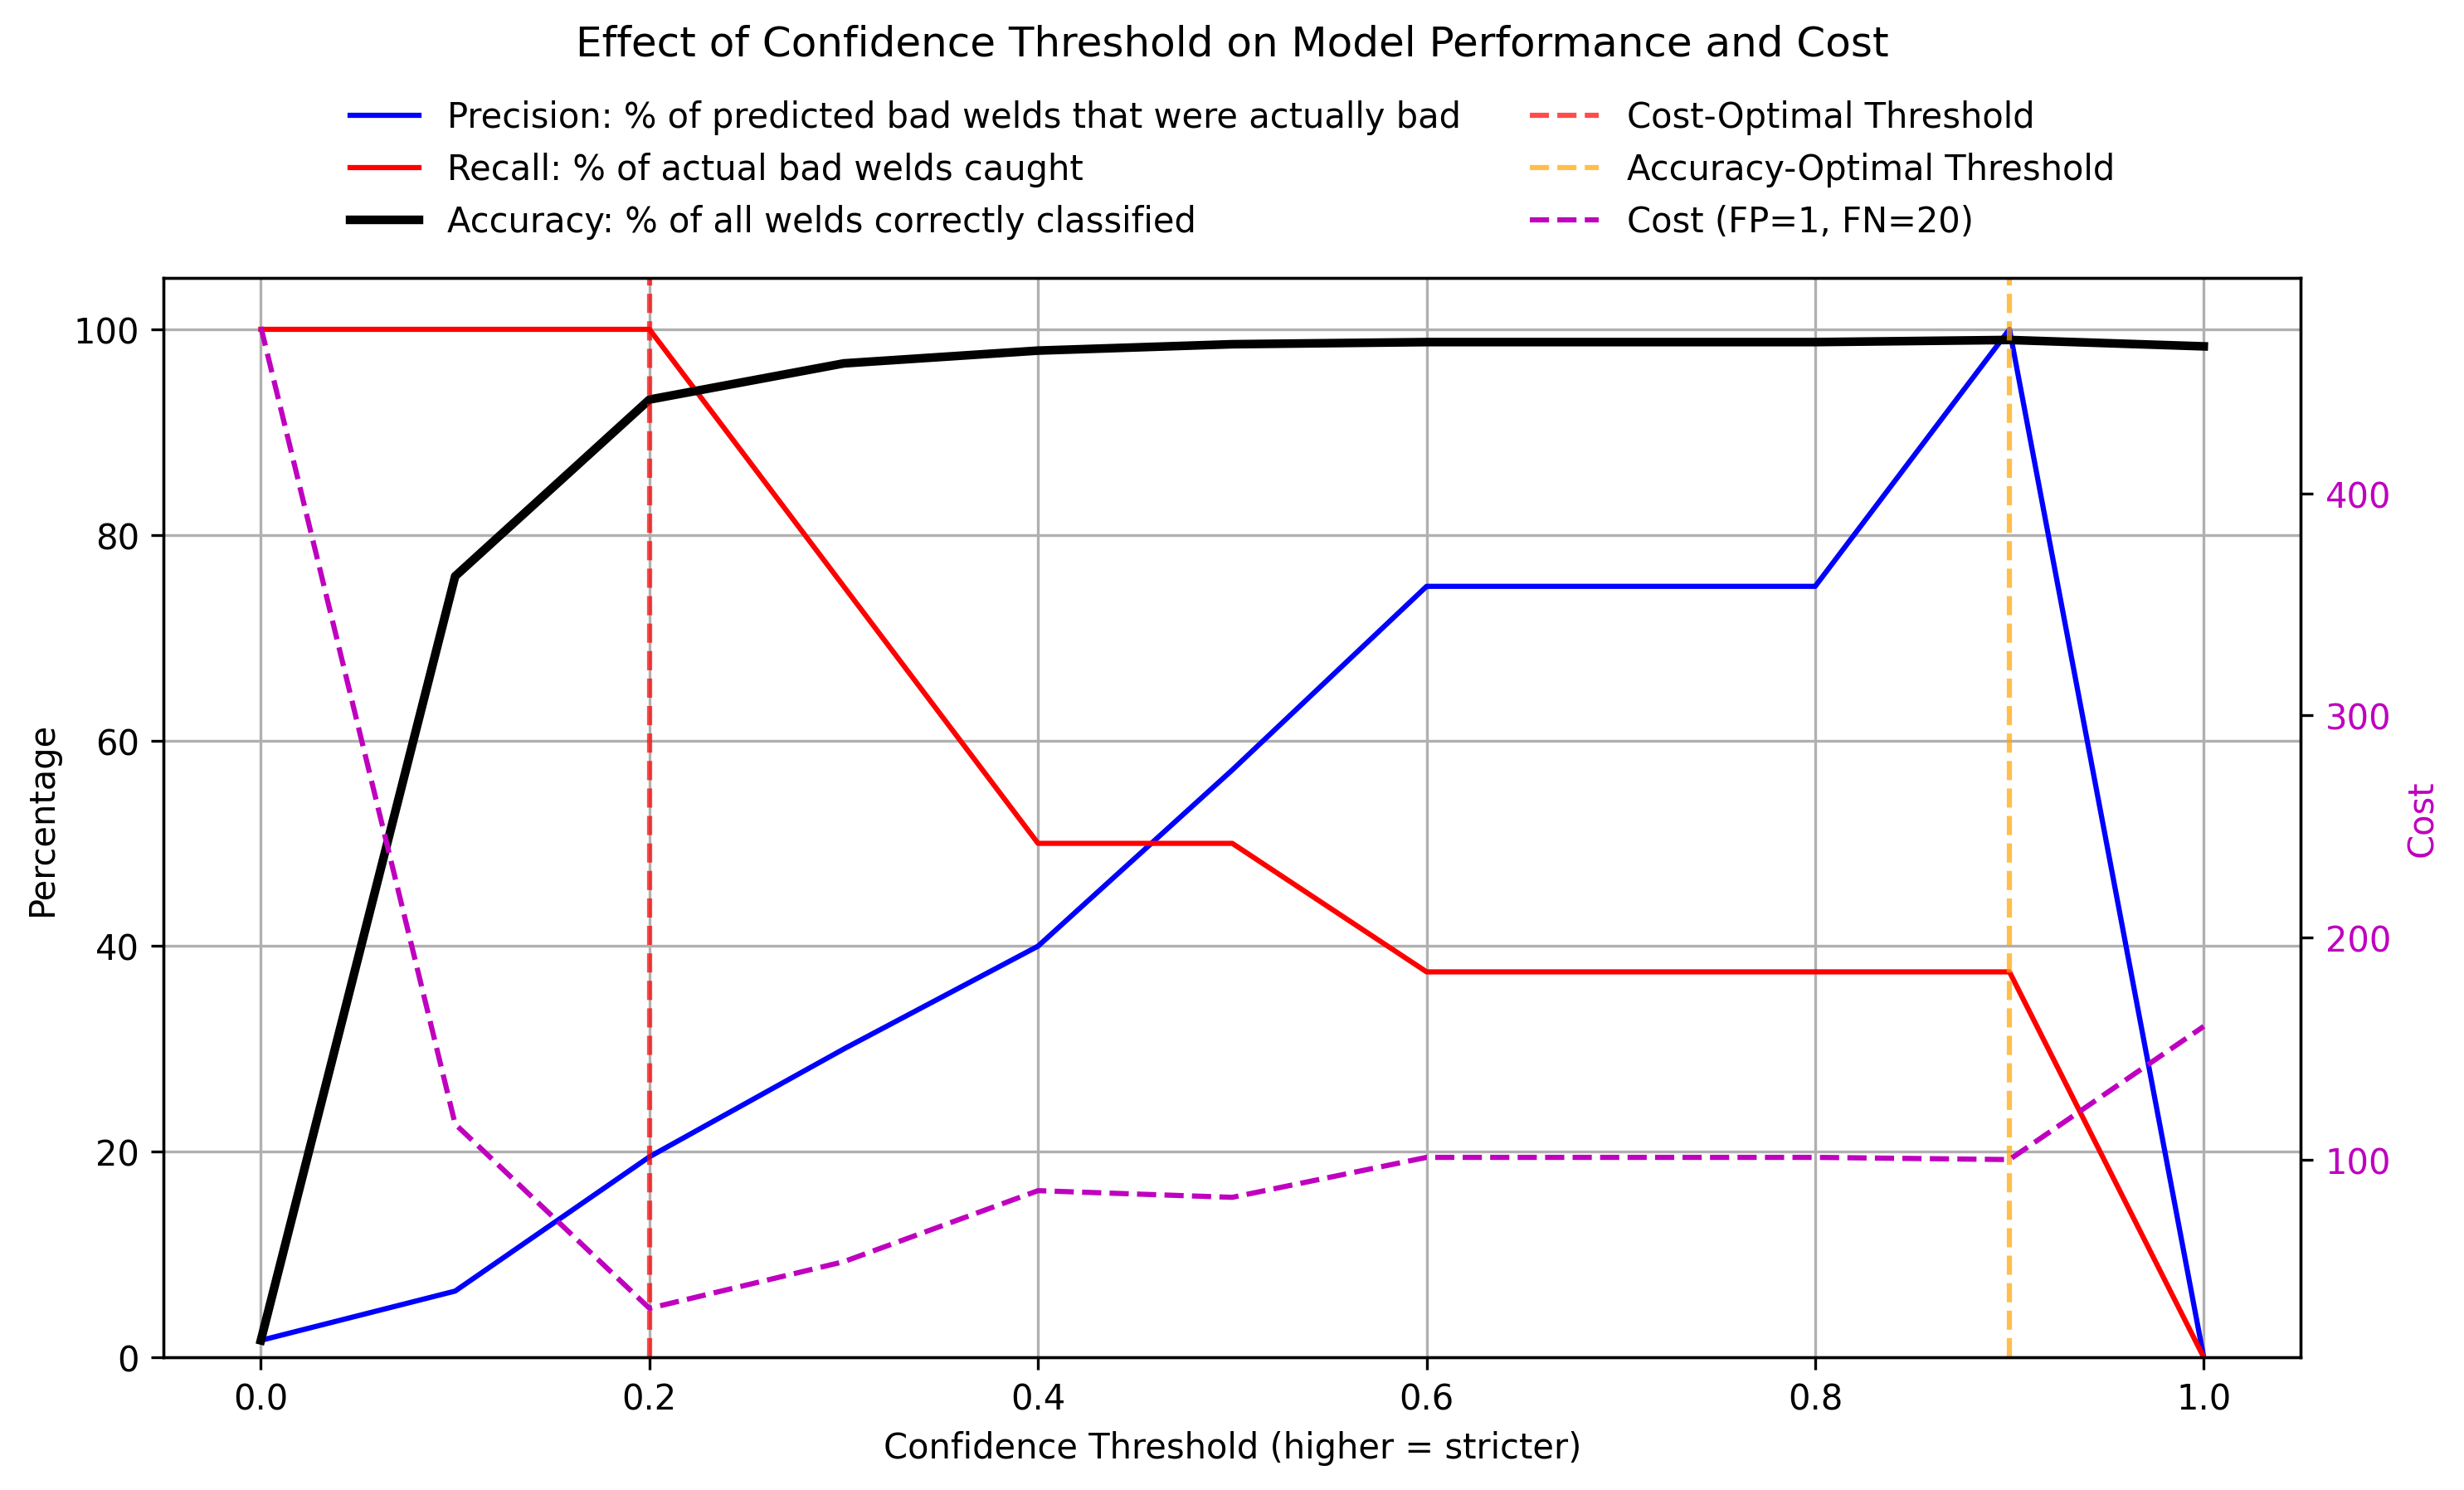 Effect of Confidence Threshold on Model Performance and Cost
Precision: % of predicted bad welds that were actually bad
Recall: % of actual bad welds caught
Accuracy: % of all welds correctly classified
Cost-Optimal Threshold
Accuracy-Optimal Threshold
Cost (FP=1, FN=20)
Percentage
100
80
60
40
20
0
400
300
200
100
Cost
0.0
0.2
0.4
0.6
0.8
1.0
Confidence Threshold (higher = stricter)